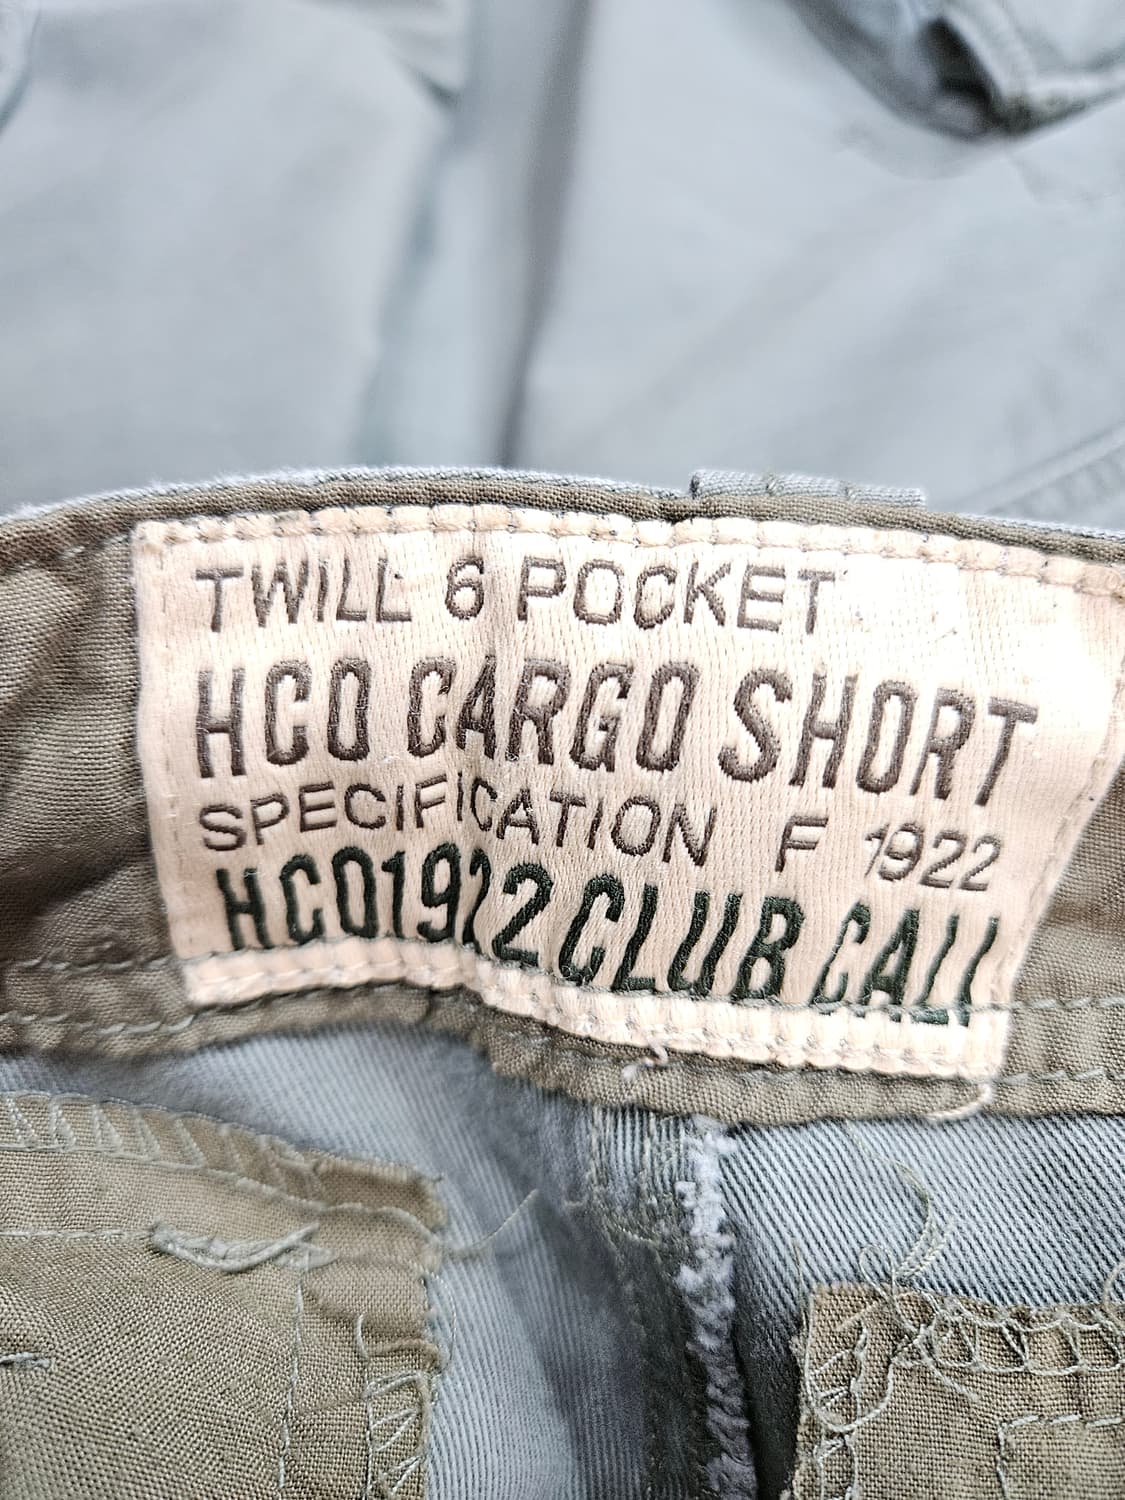 TWILL 6 POCKET
HCO CARGO SHORT
SPECIFICATION F 1922
HCO1922 CLUB CALI